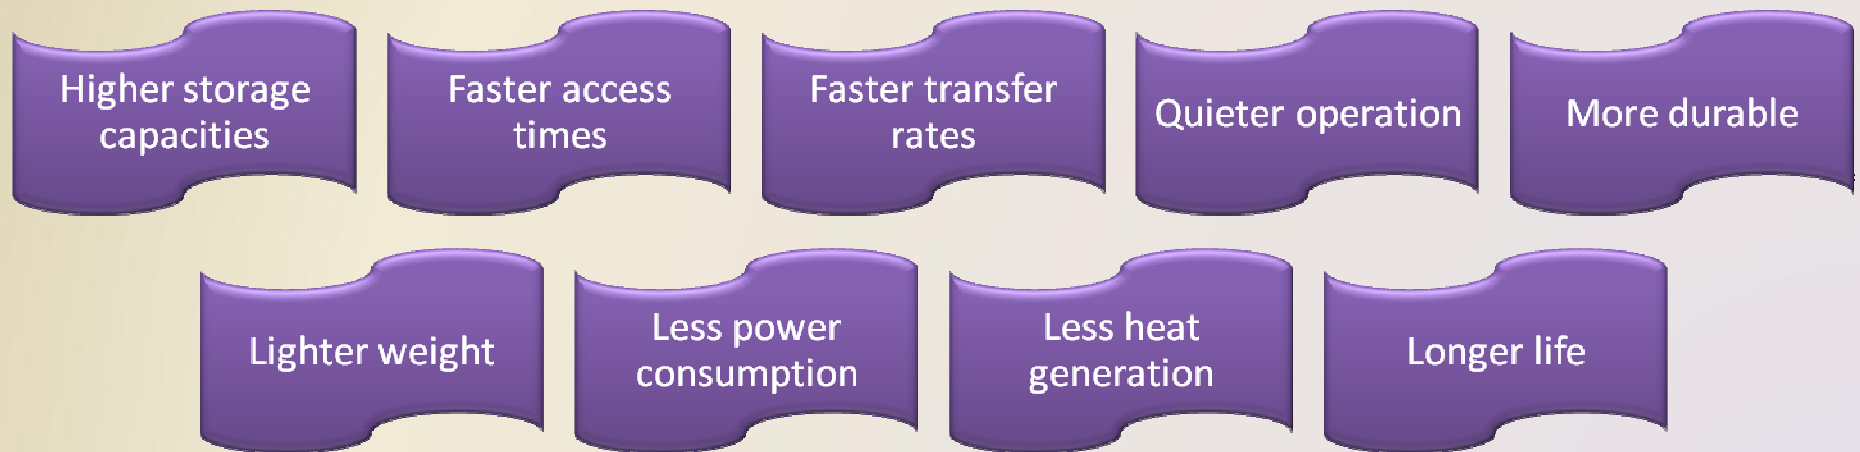 Higher storage
capacities
Faster access
times
Faster transfer
rates
Quieter operation
More durable
Lighter weight
Less power
consumption
Less heat
generation
Longer life